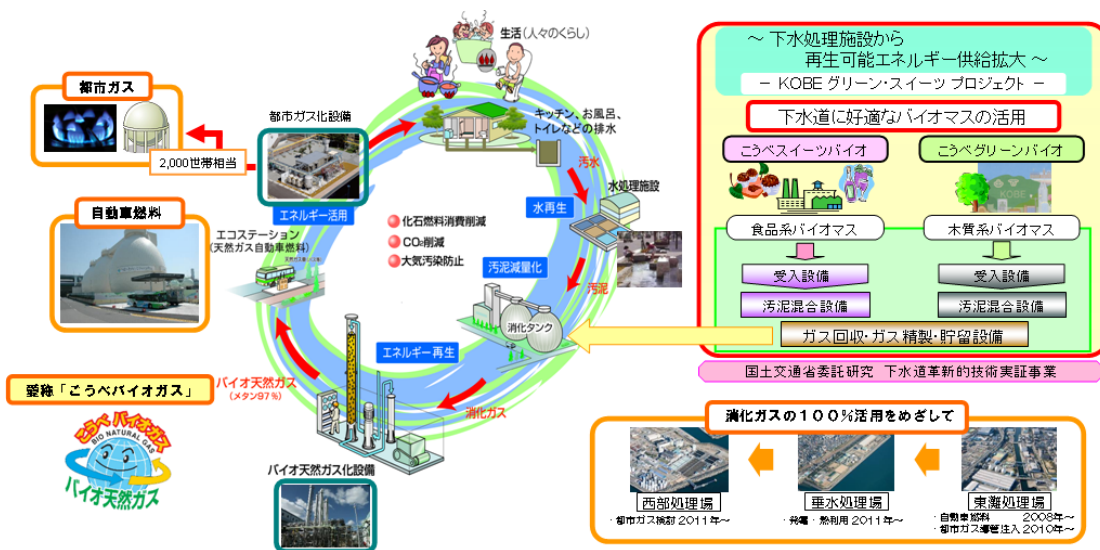 生活(人々のくらし)
都市ガス
2,000世帯相当
都市ガス化設備
キッチン、お風呂、
トイレなどの排水
汚水
水処理施設
水再生
エネルギー活用
化石燃料消費削減
CO₂削減
大気汚染防止
自動車燃料
エコステーション
(天然ガス自動車燃料)
汚泥減量化
汚泥
消化タンク
エネルギー再生
消化ガス
バイオ天然ガス
(メタン97%)
バイオ天然ガス化設備
愛称「こうべバイオガス」
こうべバイオガス
BIO NATURAL GAS
バイオ天然ガス
~ 下水処理施設から
再生可能エネルギー供給拡大 ~
- KOBE グリーン・スイーツ プロジェクト -
下水道に好適なバイオマスの活用
こうべスイーツバイオ
こうべグリーンバイオ
KOBE
食品系バイオマス
木質系バイオマス
受入設備
受入設備
汚泥混合設備
汚泥混合設備
ガス回収・ガス精製・貯留設備
国土交通省委託研究 下水道革新的技術実証事業
消化ガスの100%活用をめざして
西部処理場
・都市ガス検討 2011年~
垂水処理場
・発電・熱利用 2011年~
東灘処理場
・自動車燃料 2008年~
・都市ガス導管注入 2010年~